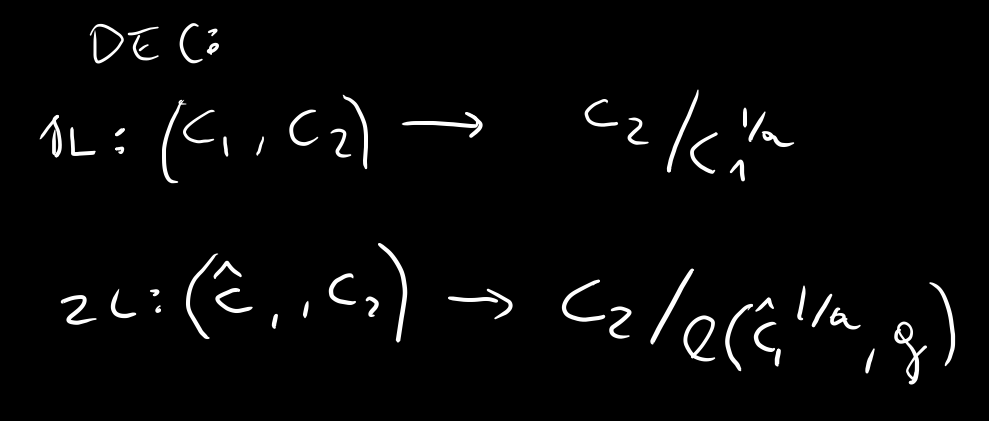 DEC:
1L: (C₁, C₂) → C₂/C₁^{1/a}
2L: (ĉ₁, C₂) → C₂/e(ĉ₁^{1/a}, g)